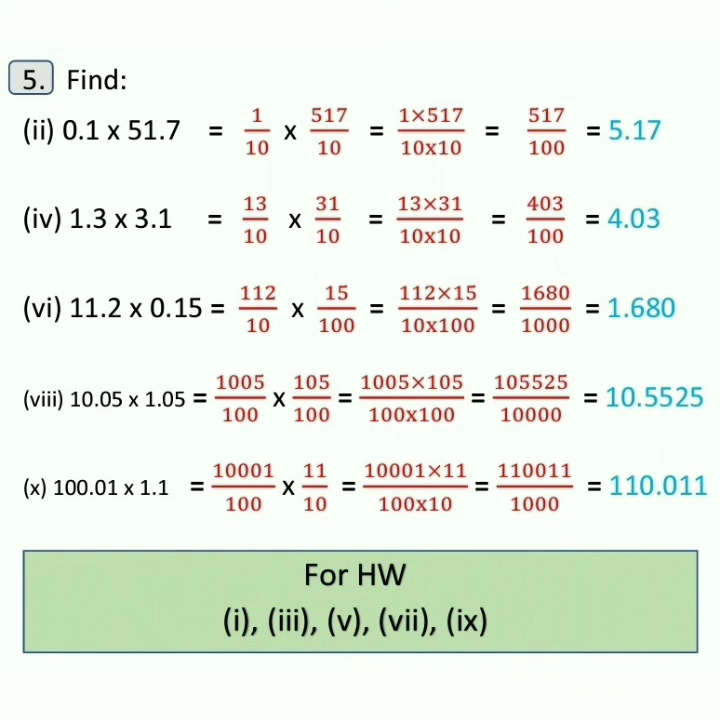 5. Find:
(ii) 0.1 x 51.7 = 1/10 x 517/10 = 1×517/10x10 = 517/100 = 5.17
(iv) 1.3 x 3.1 = 13/10 x 31/10 = 13×31/10x10 = 403/100 = 4.03
(vi) 11.2 x 0.15 = 112/10 x 15/100 = 112×15/10x100 = 1680/1000 = 1.680
(viii) 10.05 x 1.05 = 1005/100 x 105/100 = 1005×105/100x100 = 105525/10000 = 10.5525
(x) 100.01 x 1.1 = 10001/100 x 11/10 = 10001×11/100x10 = 110011/1000 = 110.011
For HW
(i), (iii), (v), (vii), (ix)